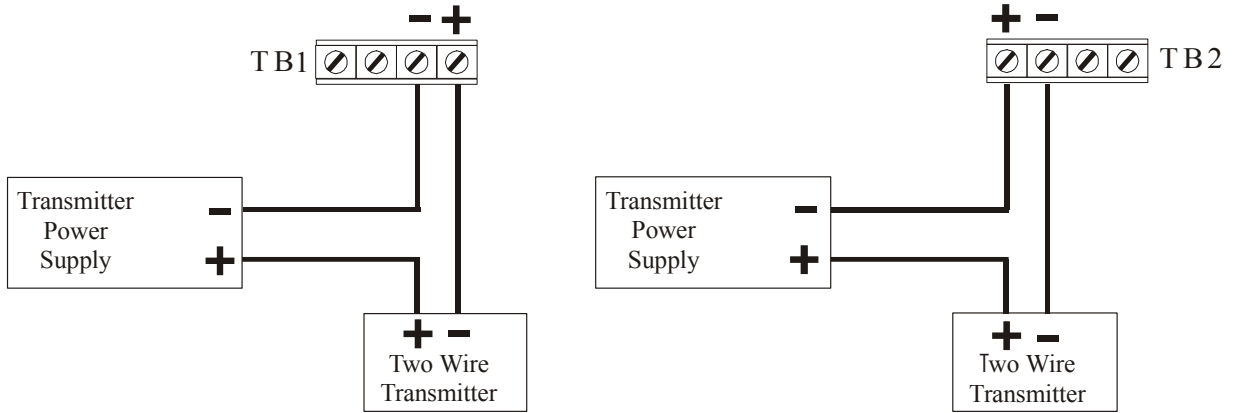 − +
TB1
Transmitter
Power
Supply
−
+
+ −
Two Wire
Transmitter
+ −
TB2
Transmitter
Power
Supply
−
+
+ −
Two Wire
Transmitter